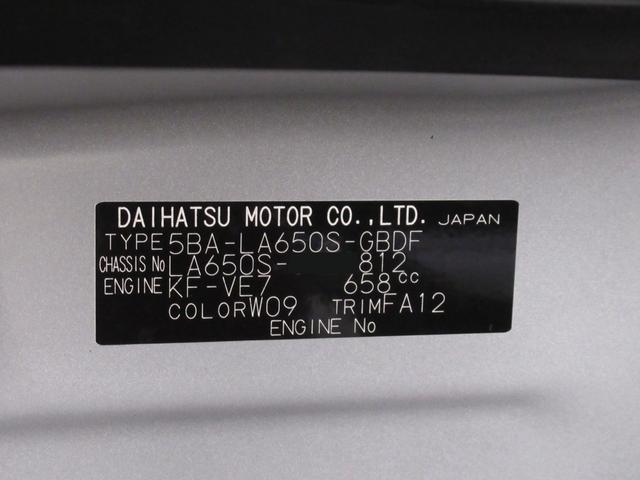 DAIHATSU MOTOR CO.,LTD. JAPAN
TYPE 5BA-LA650S-GBDF
CHASSIS No LA650S- 812
ENGINE KF-VE7 658cc
COLOR W09 TRIM FA12
ENGINE No